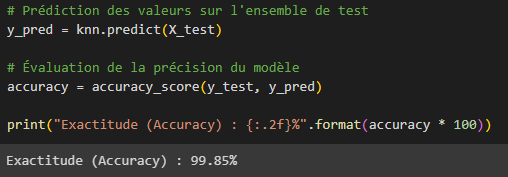 # Prédiction des valeurs sur l'ensemble de test
y_pred = knn.predict(X_test)
# Évaluation de la précision du modèle
accuracy = accuracy_score(y_test, y_pred)
print("Exactitude (Accuracy) : {:.2f}%".format(accuracy * 100))
Exactitude (Accuracy) : 99.85%